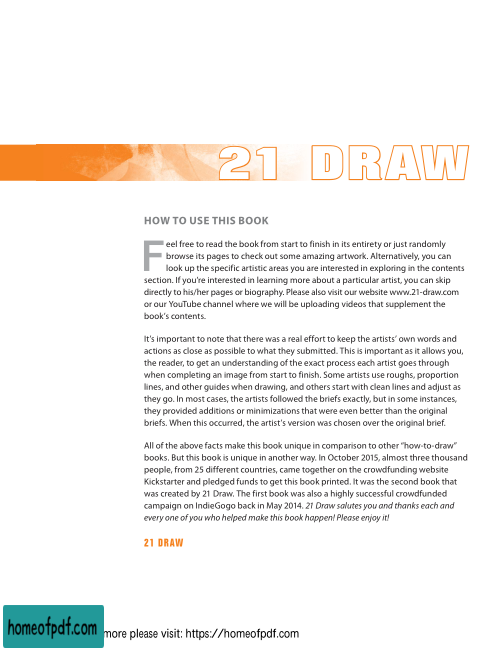 21 DRAW
HOW TO USE THIS BOOK
Feel free to read the book from start to finish in its entirety or just randomly
browse its pages to check out some amazing artwork. Alternatively, you can
look up the specific artistic areas you are interested in exploring in the contents
section. If you're interested in learning more about a particular artist, you can skip
directly to his/her pages or biography. Please also visit our website www.21-draw.com
or our YouTube channel where we will be uploading videos that supplement the
book's contents.
It's important to note that there was a real effort to keep the artists' own words and
actions as close as possible to what they submitted. This is important as it allows you,
the reader, to get an understanding of the exact process each artist goes through
when completing an image from start to finish. Some artists use roughs, proportion
lines, and other guides when drawing, and others start with clean lines and adjust as
they go. In most cases, the artists followed the briefs exactly, but in some instances,
they provided additions or minimizations that were even better than the original
briefs. When this occurred, the artist's version was chosen over the original brief.
All of the above facts make this book unique in comparison to other “how-to-draw”
books. But this book is unique in another way. In October 2015, almost three thousand
people, from 25 different countries, came together on the crowdfunding website
Kickstarter and pledged funds to get this book printed. It was the second book that
was created by 21 Draw. The first book was also a highly successful crowdfunded
campaign on IndieGogo back in May 2014. 21 Draw salutes you and thanks each and
every one of you who helped make this book happen! Please enjoy it!
21 DRAW
homeofpdf.com more please visit: https://homeofpdf.com